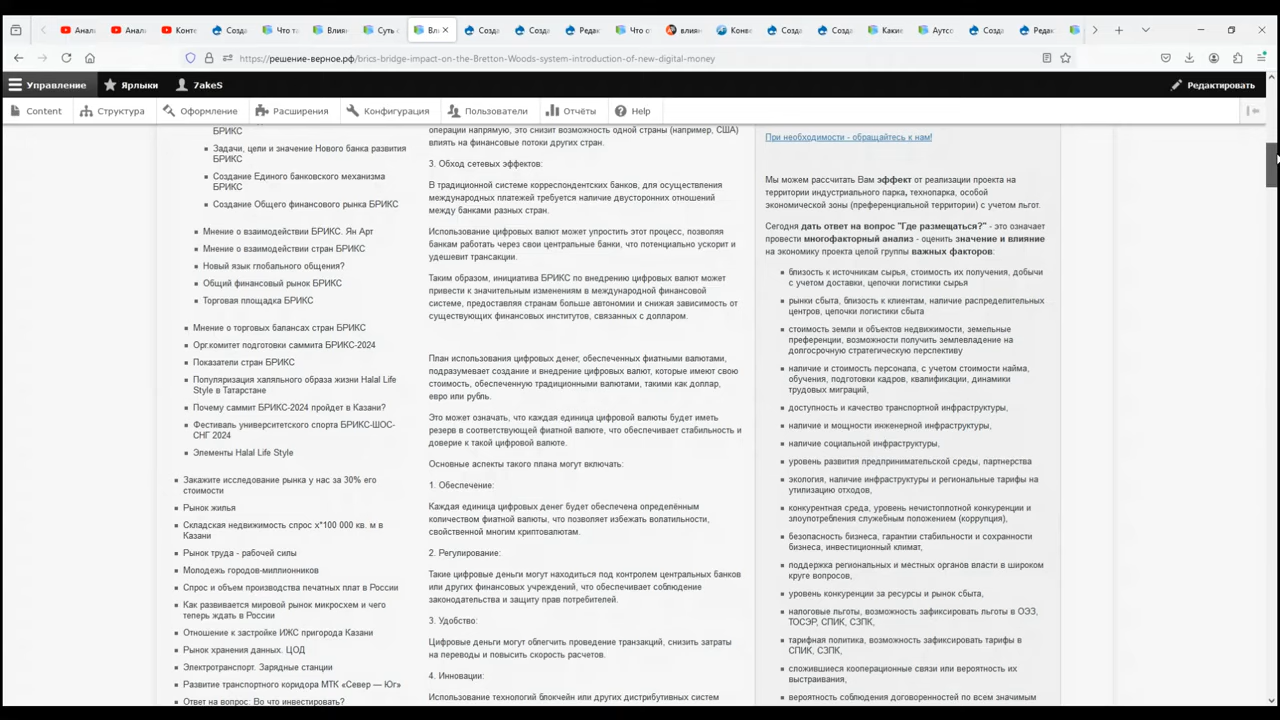 Анал
Анал
Конт
Созда
Что та
Влиян
Суть
Вл
Созда
Созда
Редак
Что о
влиян
Конве
Созда
Созда
Какие
Аутсо
Созда
Редак
https://решение-верное.рф/brics-bridge-impact-on-the-Bretton-Woods-system-introduction-of-new-digital-money
Управление
Ярлыки
7akeS
Редактировать
Content
Структура
Оформление
Расширения
Конфигурация
Пользователи
Отчёты
Help
БРИКС
Задачи, цели и значение Нового банка развития
БРИКС
Создание Единого банковского механизма
БРИКС
Создание Общего финансового рынка БРИКС
Мнение о взаимодействии БРИКС. Ян Арт
Мнение о взаимодействии стран БРИКС
Новый язык глобального общения?
Общий финансовый рынок БРИКС
Торговая площадка БРИКС
Мнение о торговых балансах стран БРИКС
Орг.комитет подготовки саммита БРИКС-2024
Показатели стран БРИКС
Популяризация халяльного образа жизни Halal Life
Style в Татарстане
Почему саммит БРИКС-2024 пройдет в Казани?
Фестиваль университетского спорта БРИКС-ШОС-
СНГ 2024
Элементы Halal Life Style
Закажите исследование рынка у нас за 30% его
стоимости
Рынок жилья
Складская недвижимость спрос х*100 000 кв. м в
Казани
Рынок труда - рабочей силы
Молодежь городов-миллионников
Спрос и объем производства печатных плат в России
Как развивается мировой рынок микросхем и чего
теперь ждать в России
Отношение к застройке ИЖС пригорода Казани
Рынок хранения данных. ЦОД
Электротранспорт. Зарядные станции
Развитие транспортного коридора МТК «Север — Юг»
Ответ на вопрос: Во что инвестировать?
операции напрямую, это снизит возможность одной страны (например, США)
влиять на финансовые потоки других стран.
3. Обход сетевых эффектов:
В традиционной системе корреспондентских банков, для осуществления
международных платежей требуется наличие двусторонних отношений
между банками разных стран.
Использование цифровых валют может упростить этот процесс, позволяя
банкам работать через свои центральные банки, что потенциально ускорит и
удешевит транзакции.
Таким образом, инициатива БРИКС по внедрению цифровых валют может
привести к значительным изменениям в международной финансовой
системе, предоставляя странам больше автономии и снижая зависимость от
существующих финансовых институтов, связанных с долларом.
План использования цифровых денег, обеспеченных фиатными валютами,
подразумевает создание и внедрение цифровых валют, которые имеют свою
стоимость, обеспеченную традиционными валютами, такими как доллар,
евро или рубль.
Это может означать, что каждая единица цифровой валюты будет иметь
резерв в соответствующей фиатной валюте, что обеспечивает стабильность и
доверие к такой цифровой валюте.
Основные аспекты такого плана могут включать:
1. Обеспечение:
Каждая единица цифровых денег будет обеспечена определённым
количеством фиатной валюты, что позволяет избежать волатильности,
свойственной многим криптовалютам.
2. Регулирование:
Такие цифровые деньги могут находиться под контролем центральных банков
или других финансовых учреждений, что обеспечивает соблюдение
законодательства и защиту прав потребителей.
3. Удобство:
Цифровые деньги могут облегчить проведение транзакций, снизить затраты
на переводы и повысить скорость расчетов.
4. Инновации:
Использование технологий блокчейн или других дистрибутивных систем
При необходимости - обращайтесь к нам!
Мы можем рассчитать Вам эффект от реализации проекта на
территории индустриального парка, технопарка, особой
экономической зоны (преференциальной территории) с учетом льгот.
Сегодня дать ответ на вопрос "Где размещаться?" - это означает
провести многофакторный анализ - оценить значение и влияние
на экономику проекта целой группы важных факторов:
близость к источникам сырья, стоимость их получения, добычи
с учетом доставки, цепочки логистики сырья
рынки сбыта, близость к клиентам, наличие распределительных
центров, цепочки логистики сбыта
стоимость земли и объектов недвижимости, земельные
преференции, возможности получить землевладение на
долгосрочную стратегическую перспективу
наличие и стоимость персонала, с учетом стоимости найма,
обучения, подготовки кадров, квалификации, динамики
трудовых миграций,
доступность и качество транспортной инфраструктуры,
наличие и мощности инженерной инфраструктуры,
наличие социальной инфраструктуры,
уровень развития предпринимательской среды, партнерства
экология, наличие инфраструктуры и региональные тарифы на
утилизацию отходов,
конкурентная среда, уровень нечистоплотной конкуренции и
злоупотребления служебным положением (коррупция),
безопасность бизнеса, гарантии стабильности и сохранности
бизнеса, инвестиционный климат,
поддержка региональных и местных органов власти в широком
круге вопросов,
уровень конкуренции за ресурсы и рынок сбыта,
налоговые льготы, возможность зафиксировать льготы в ОЭЗ,
ТОСЭР, СПИК, СЗПК,
тарифная политика, возможность зафиксировать тарифы в
СПИК, СЗПК,
сложившиеся кооперационные связи или вероятность их
выстраивания,
вероятность соблюдения договоренностей по всем значимым